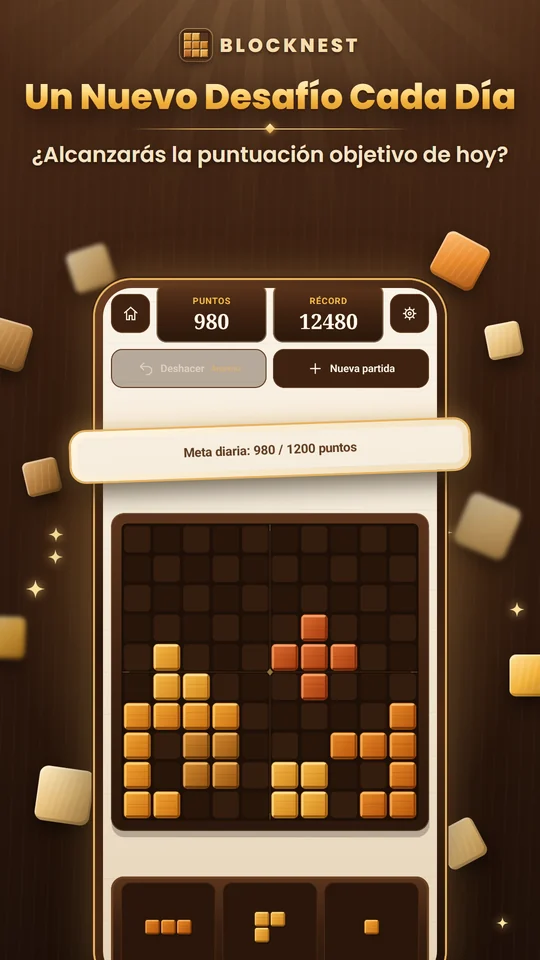 BLOCKNEST
Un Nuevo Desafío Cada Día
¿Alcanzarás la puntuación objetivo de hoy?
PUNTOS
980
RÉCORD
12480
Deshacer
Nueva partida
Meta diaria: 980 / 1200 puntos